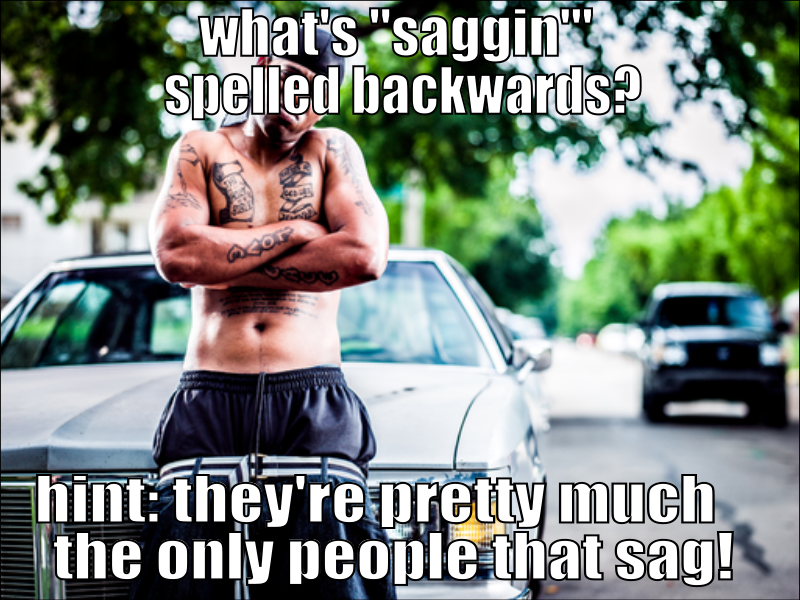 what's "saggin'"
spelled backwards?
hint: they're pretty much
the only people that sag!